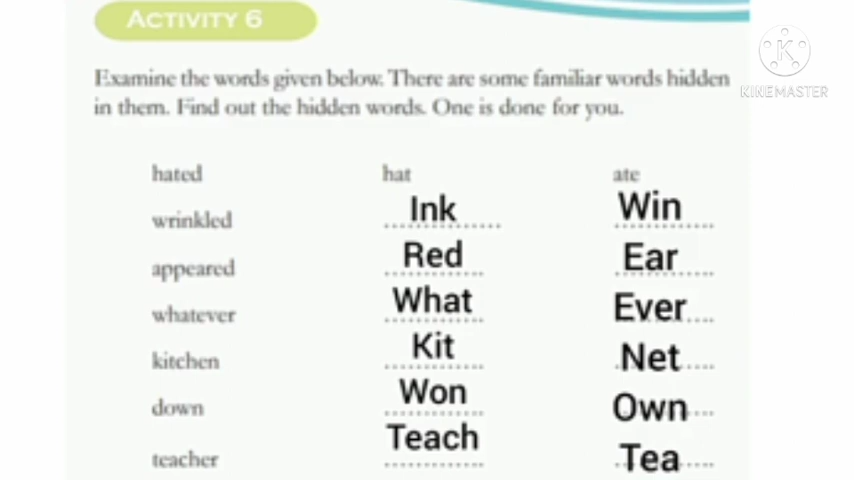 ACTIVITY 6
K
KINEMASTER
Examine the words given below. There are some familiar words hidden
in them. Find out the hidden words. One is done for you.
hated hat ate
wrinkled Ink Win
appeared Red Ear
whatever What Ever
kitchen Kit Net
down Won Own
teacher Teach Tea